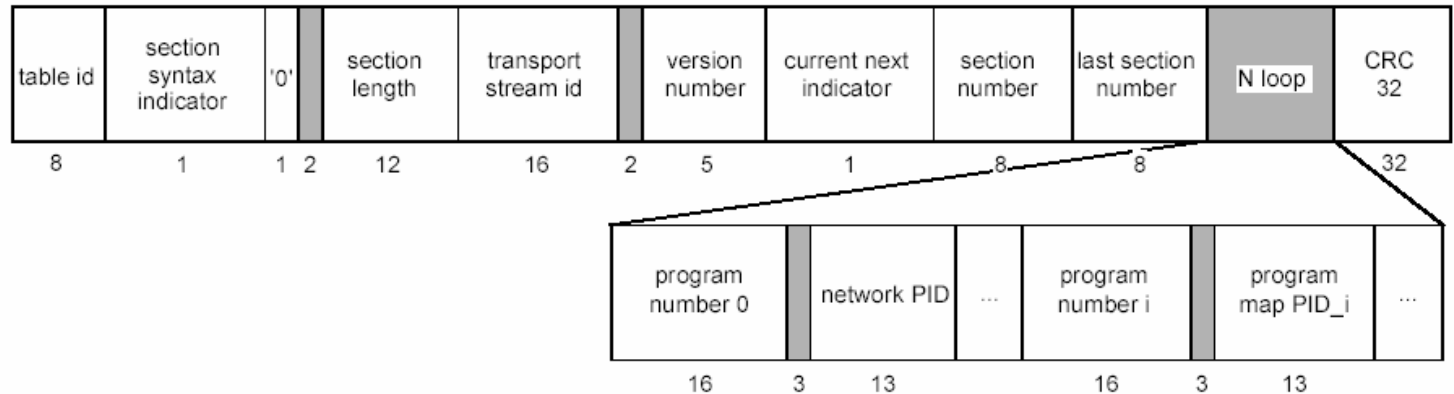 table id
section
syntax
indicator
'0'
section
length
transport
stream id
version
number
current next
indicator
section
number
last section
number
N loop
CRC
32
8 1 1 2 12 16 2 5 1 8 8 32
program
number 0
network PID
...
program
number i
program
map PID_i
...
16 3 13 16 3 13